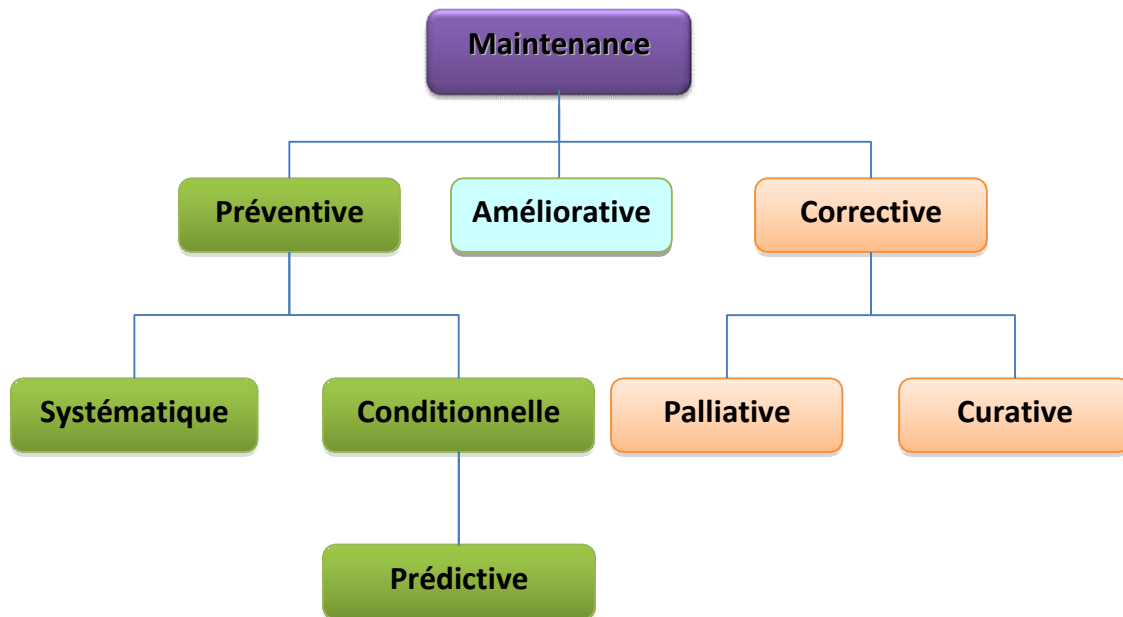 Maintenance
Préventive
Améliorative
Corrective
Systématique
Conditionnelle
Palliative
Curative
Prédictive